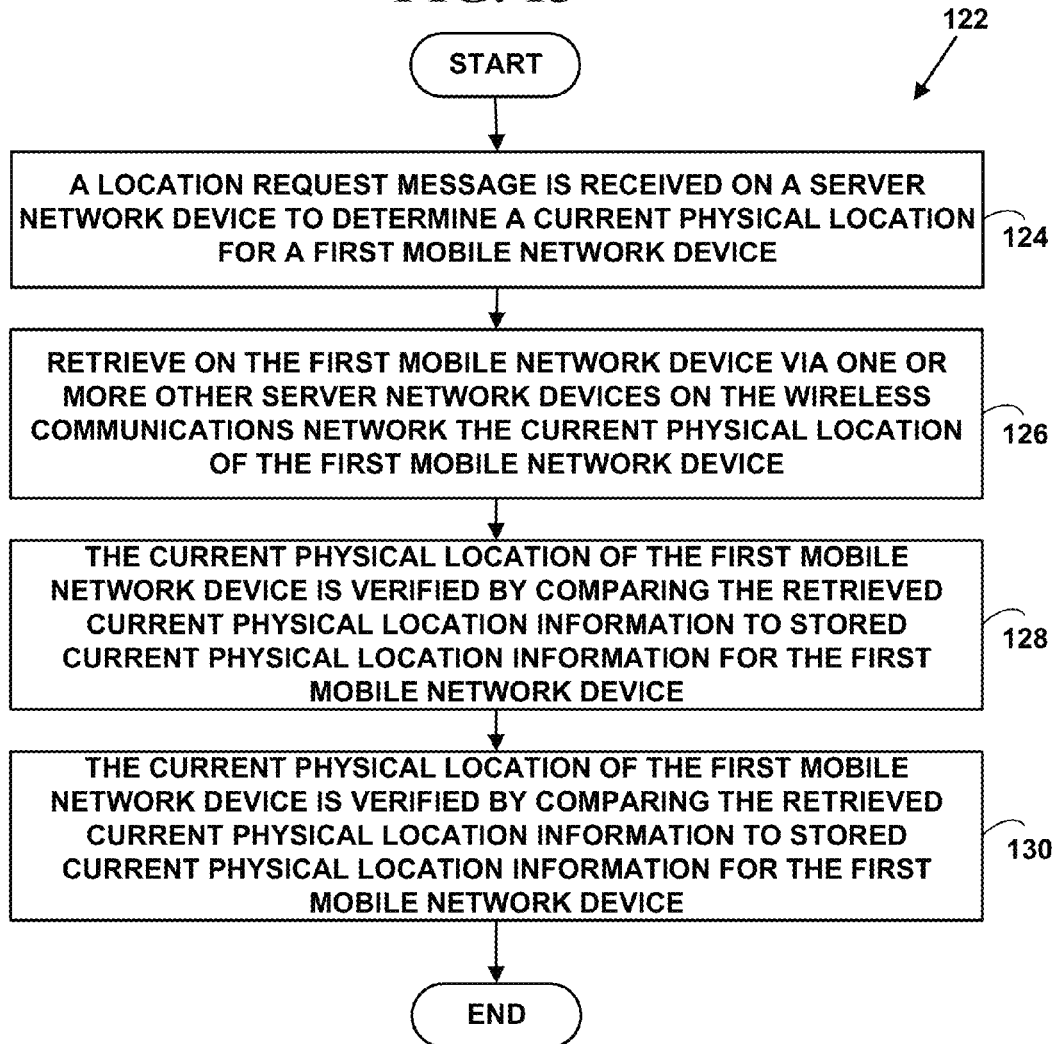 122
START
A LOCATION REQUEST MESSAGE IS RECEIVED ON A SERVER
NETWORK DEVICE TO DETERMINE A CURRENT PHYSICAL LOCATION
FOR A FIRST MOBILE NETWORK DEVICE
124
RETRIEVE ON THE FIRST MOBILE NETWORK DEVICE VIA ONE OR
MORE OTHER SERVER NETWORK DEVICES ON THE WIRELESS
COMMUNICATIONS NETWORK THE CURRENT PHYSICAL LOCATION
OF THE FIRST MOBILE NETWORK DEVICE
126
THE CURRENT PHYSICAL LOCATION OF THE FIRST MOBILE
NETWORK DEVICE IS VERIFIED BY COMPARING THE RETRIEVED
CURRENT PHYSICAL LOCATION INFORMATION TO STORED
CURRENT PHYSICAL LOCATION INFORMATION FOR THE FIRST
MOBILE NETWORK DEVICE
128
THE CURRENT PHYSICAL LOCATION OF THE FIRST MOBILE
NETWORK DEVICE IS VERIFIED BY COMPARING THE RETRIEVED
CURRENT PHYSICAL LOCATION INFORMATION TO STORED
CURRENT PHYSICAL LOCATION INFORMATION FOR THE FIRST
MOBILE NETWORK DEVICE
130
END